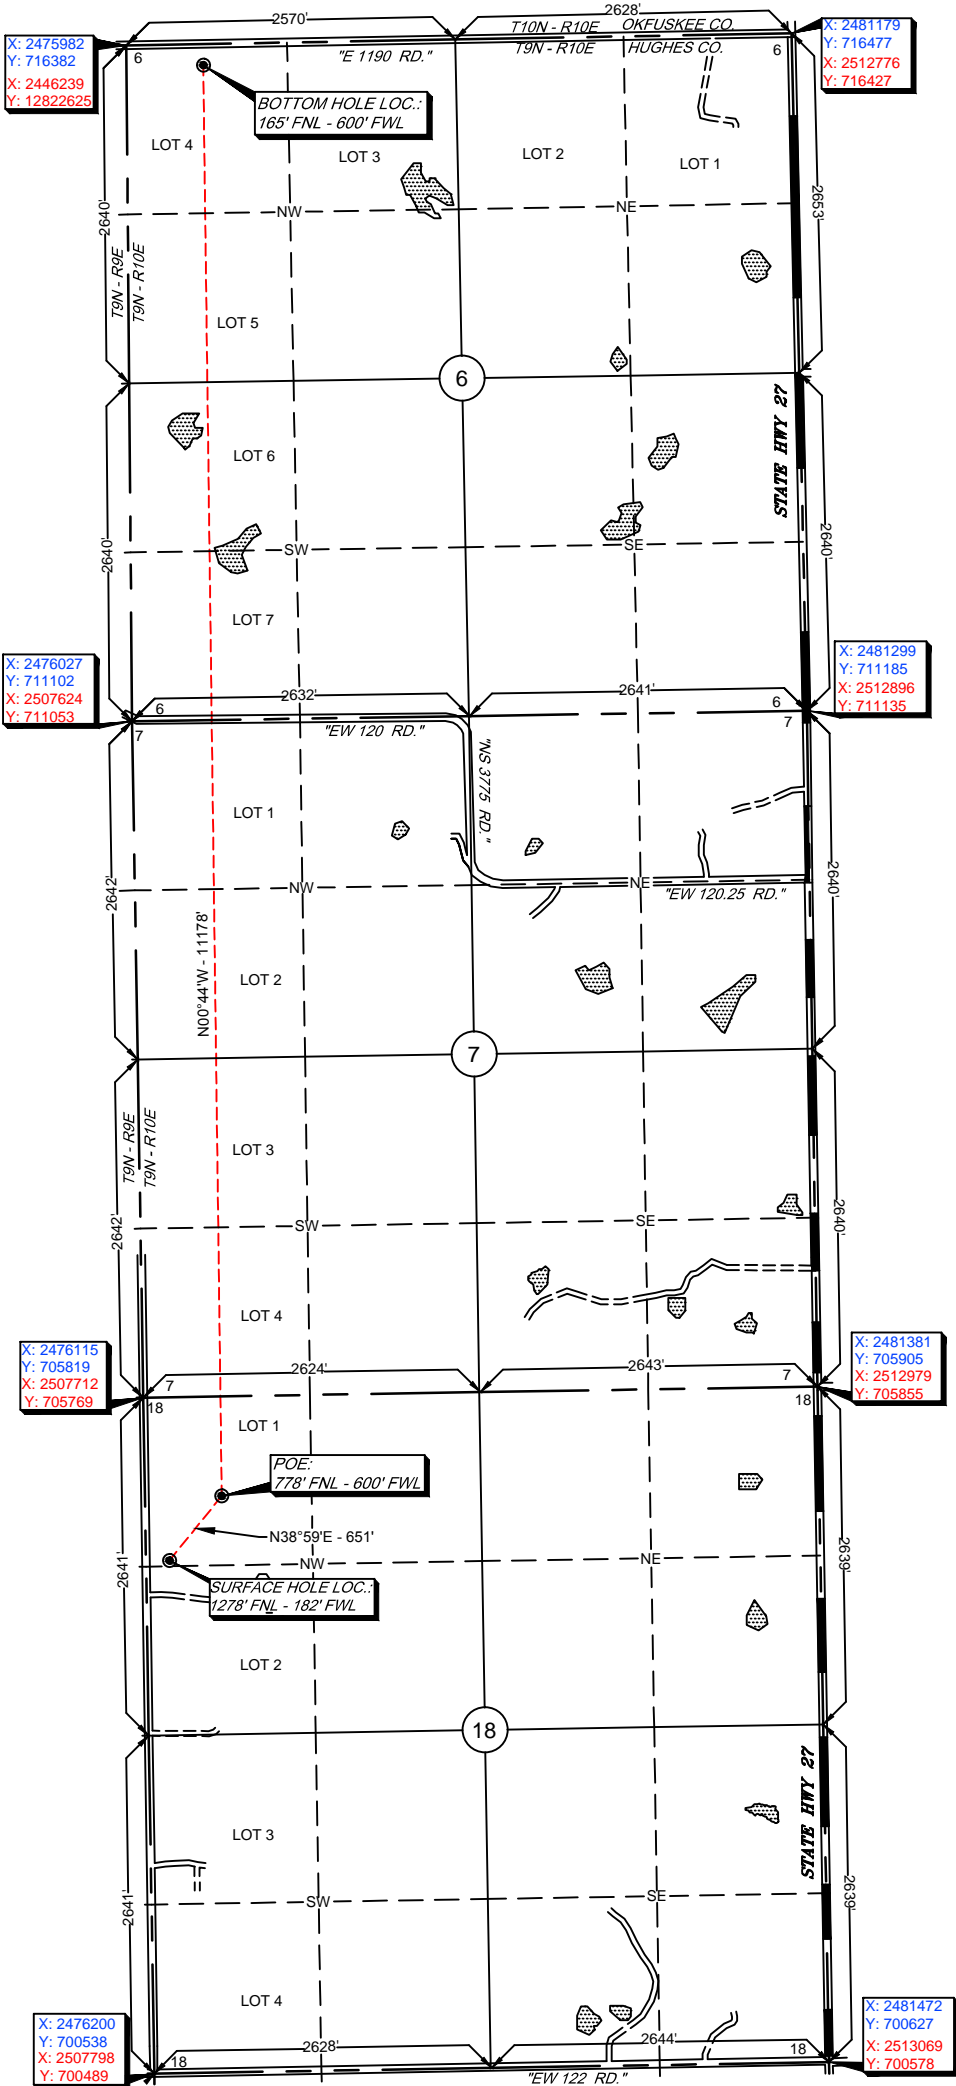 2570'
2628'
T10N - R10E OKFUSKEE CO.
T9N - R10E HUGHES CO.
"E 1190 RD."
X: 2475982
Y: 716382
X: 2446239
Y: 12822625
X: 2481179
Y: 716477
X: 2512776
Y: 716427
6
6
BOTTOM HOLE LOC.:
165' FNL - 600' FWL
LOT 4
LOT 3
LOT 2
LOT 1
2640'
2653'
NW
NE
T9N - R9E
T9N - R10E
LOT 5
6
STATE HWY 27
LOT 6
2640'
2640'
SW
SE
LOT 7
X: 2476027
Y: 711102
X: 2507624
Y: 711053
X: 2481299
Y: 711185
X: 2512896
Y: 711135
6
2632'
2641'
6
7
7
"EW 120 RD."
"NS 3775 RD."
LOT 1
2642'
2640'
NW
NE
"EW 120.25 RD."
N00°44'W - 11178'
LOT 2
7
T9N - R9E
T9N - R10E
LOT 3
2642'
2640'
SW
SE
LOT 4
X: 2476115
Y: 705819
X: 2507712
Y: 705769
X: 2481381
Y: 705905
X: 2512979
Y: 705855
7
2624'
2643'
7
18
18
LOT 1
POE:
778' FNL - 600' FWL
N38°59'E - 651'
2641'
2639'
NW
NE
SURFACE HOLE LOC.:
1278' FNL - 182' FWL
LOT 2
18
STATE HWY 27
LOT 3
2641'
2639'
SW
SE
LOT 4
X: 2476200
Y: 700538
X: 2507798
Y: 700489
X: 2481472
Y: 700627
X: 2513069
Y: 700578
18
2628'
2644'
18
"EW 122 RD."